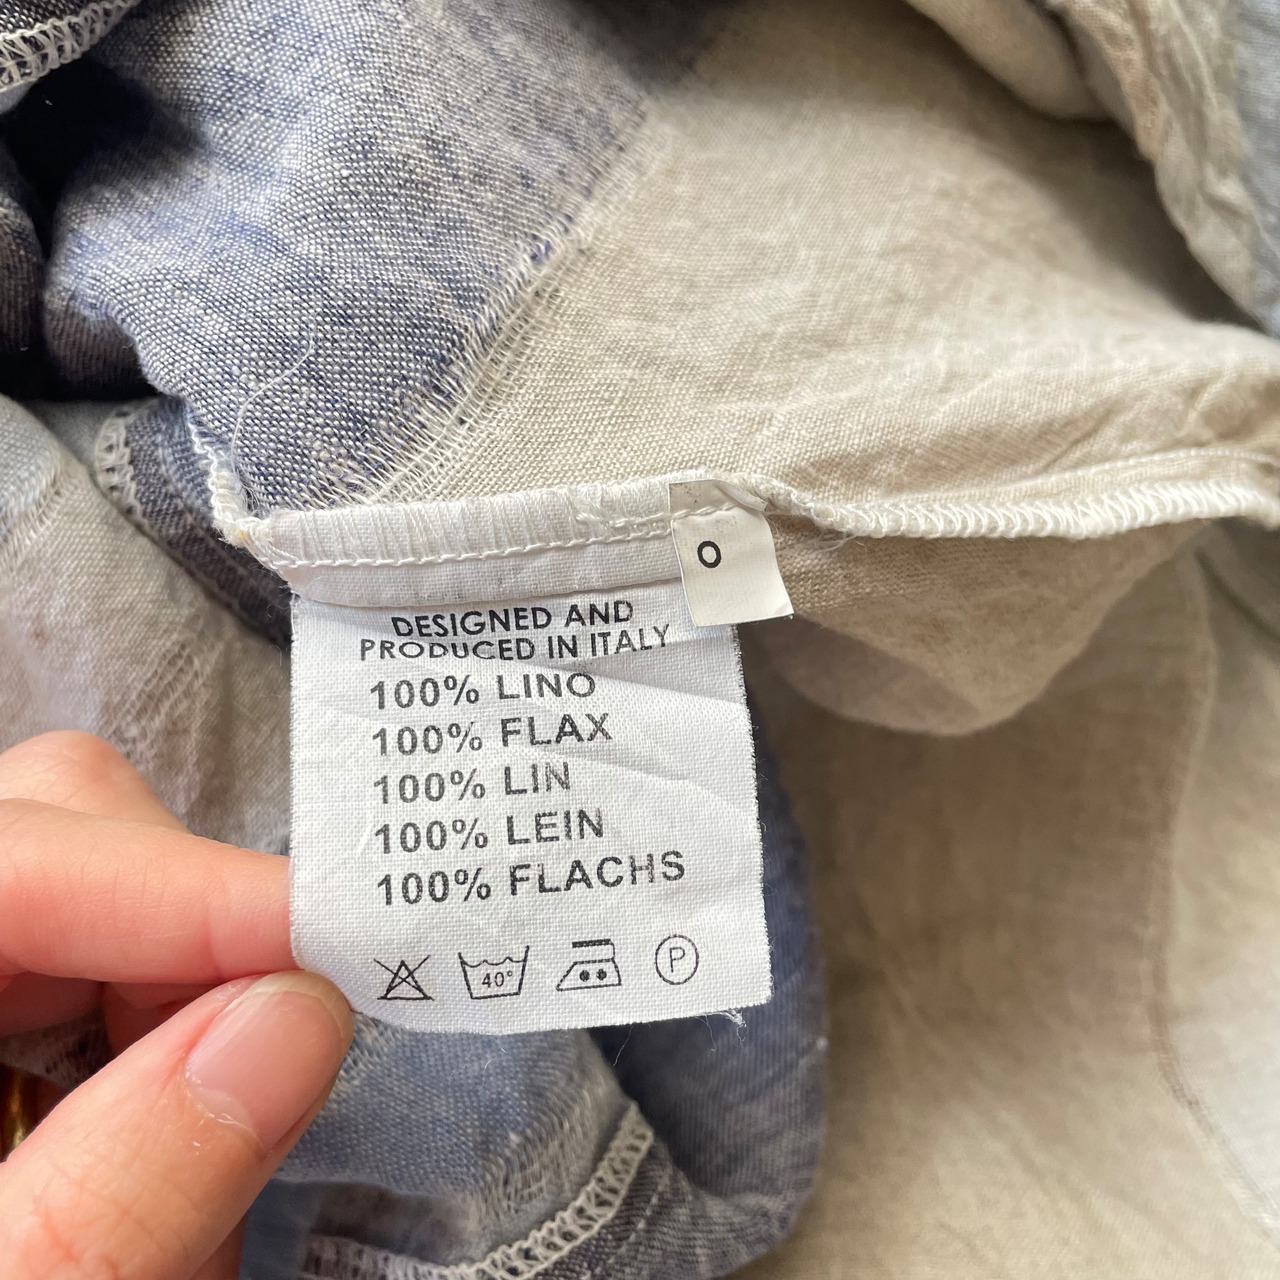 O
DESIGNED AND
PRODUCED IN ITALY
100% LINO
100% FLAX
100% LIN
100% LEIN
100% FLACHS
40°
P